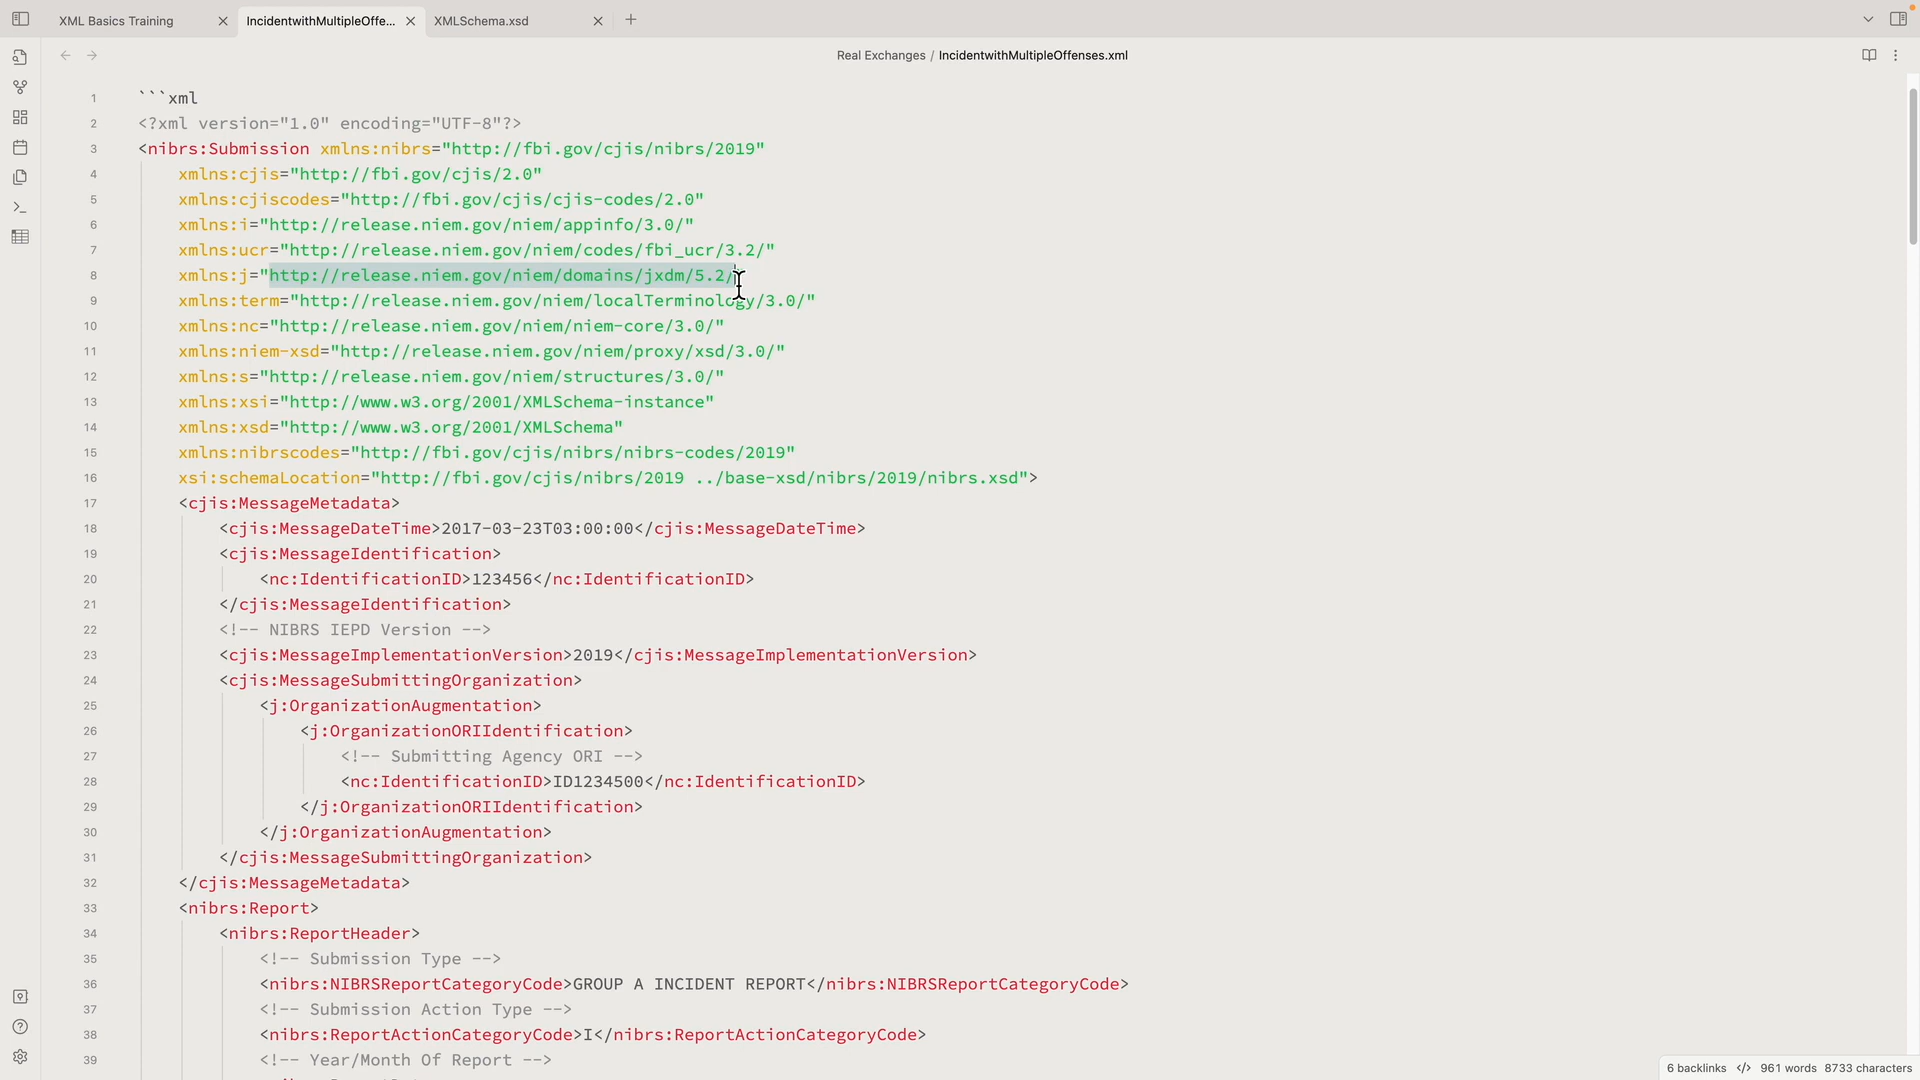 XML Basics Training
IncidentwithMultipleOffe...
XMLSchema.xsd
Real Exchanges / IncidentwithMultipleOffenses.xml
1 ```xml
2 <?xml version="1.0" encoding="UTF-8"?>
3 <nibrs:Submission xmlns:nibrs="http://fbi.gov/cjis/nibrs/2019"
4 xmlns:cjis="http://fbi.gov/cjis/2.0"
5 xmlns:cjiscodes="http://fbi.gov/cjis/cjis-codes/2.0"
6 xmlns:i="http://release.niem.gov/niem/appinfo/3.0/"
7 xmlns:ucr="http://release.niem.gov/niem/codes/fbi_ucr/3.2/"
8 xmlns:j="http://release.niem.gov/niem/domains/jxdm/5.2/"
9 xmlns:term="http://release.niem.gov/niem/localTerminology/3.0/"
10 xmlns:nc="http://release.niem.gov/niem/niem-core/3.0/"
11 xmlns:niem-xsd="http://release.niem.gov/niem/proxy/xsd/3.0/"
12 xmlns:s="http://release.niem.gov/niem/structures/3.0/"
13 xmlns:xsi="http://www.w3.org/2001/XMLSchema-instance"
14 xmlns:xsd="http://www.w3.org/2001/XMLSchema"
15 xmlns:nibrscodes="http://fbi.gov/cjis/nibrs/nibrs-codes/2019"
16 xsi:schemaLocation="http://fbi.gov/cjis/nibrs/2019 ../base-xsd/nibrs/2019/nibrs.xsd">
17 <cjis:MessageMetadata>
18 <cjis:MessageDateTime>2017-03-23T03:00:00</cjis:MessageDateTime>
19 <cjis:MessageIdentification>
20 <nc:IdentificationID>123456</nc:IdentificationID>
21 </cjis:MessageIdentification>
22 <!-- NIBRS IEPD Version -->
23 <cjis:MessageImplementationVersion>2019</cjis:MessageImplementationVersion>
24 <cjis:MessageSubmittingOrganization>
25 <j:OrganizationAugmentation>
26 <j:OrganizationORIIdentification>
27 <!-- Submitting Agency ORI -->
28 <nc:IdentificationID>ID1234500</nc:IdentificationID>
29 </j:OrganizationORIIdentification>
30 </j:OrganizationAugmentation>
31 </cjis:MessageSubmittingOrganization>
32 </cjis:MessageMetadata>
33 <nibrs:Report>
34 <nibrs:ReportHeader>
35 <!-- Submission Type -->
36 <nibrs:NIBRSReportCategoryCode>GROUP A INCIDENT REPORT</nibrs:NIBRSReportCategoryCode>
37 <!-- Submission Action Type -->
38 <nibrs:ReportActionCategoryCode>I</nibrs:ReportActionCategoryCode>
39 <!-- Year/Month Of Report -->
6 backlinks </> 961 words 8733 characters